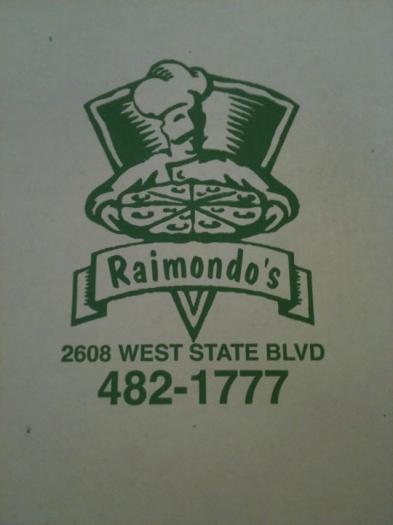 Raimondo's
2608 WEST STATE BLVD
482-1777